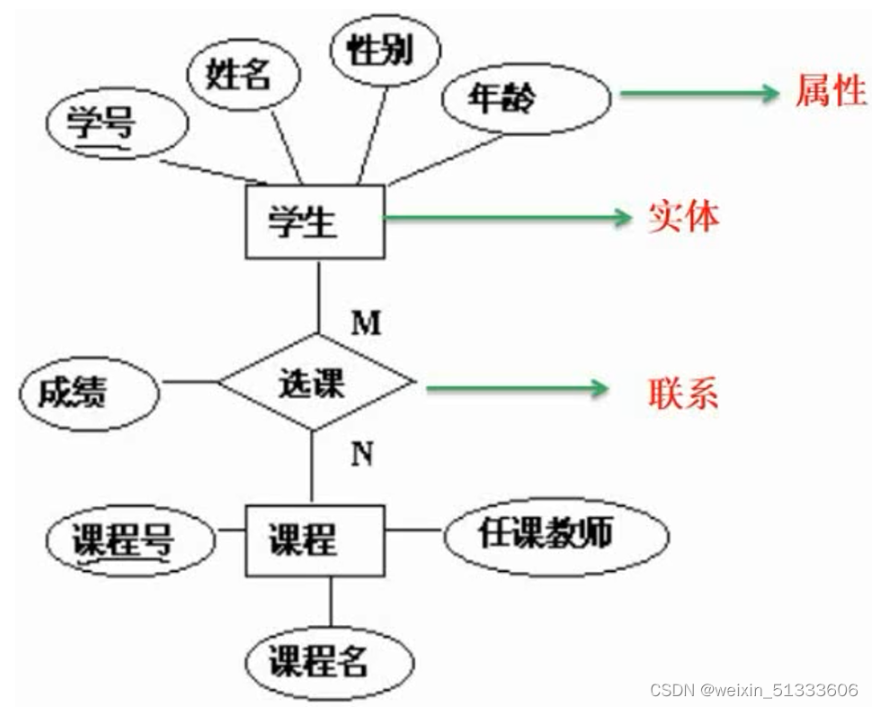 性别
姓名
年龄
属性
学号
学生
实体
M
选课
成绩
联系
N
课程号
课程
任课教师
课程名
CSDN @weixin_51333606